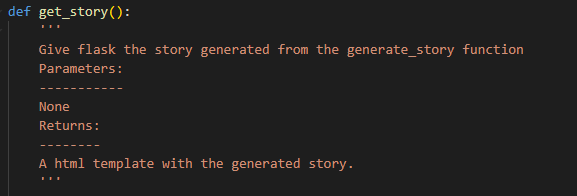 def get_story():
'''
Give flask the story generated from the generate_story function
Parameters:
-----------
None
Returns:
--------
A html template with the generated story.
'''